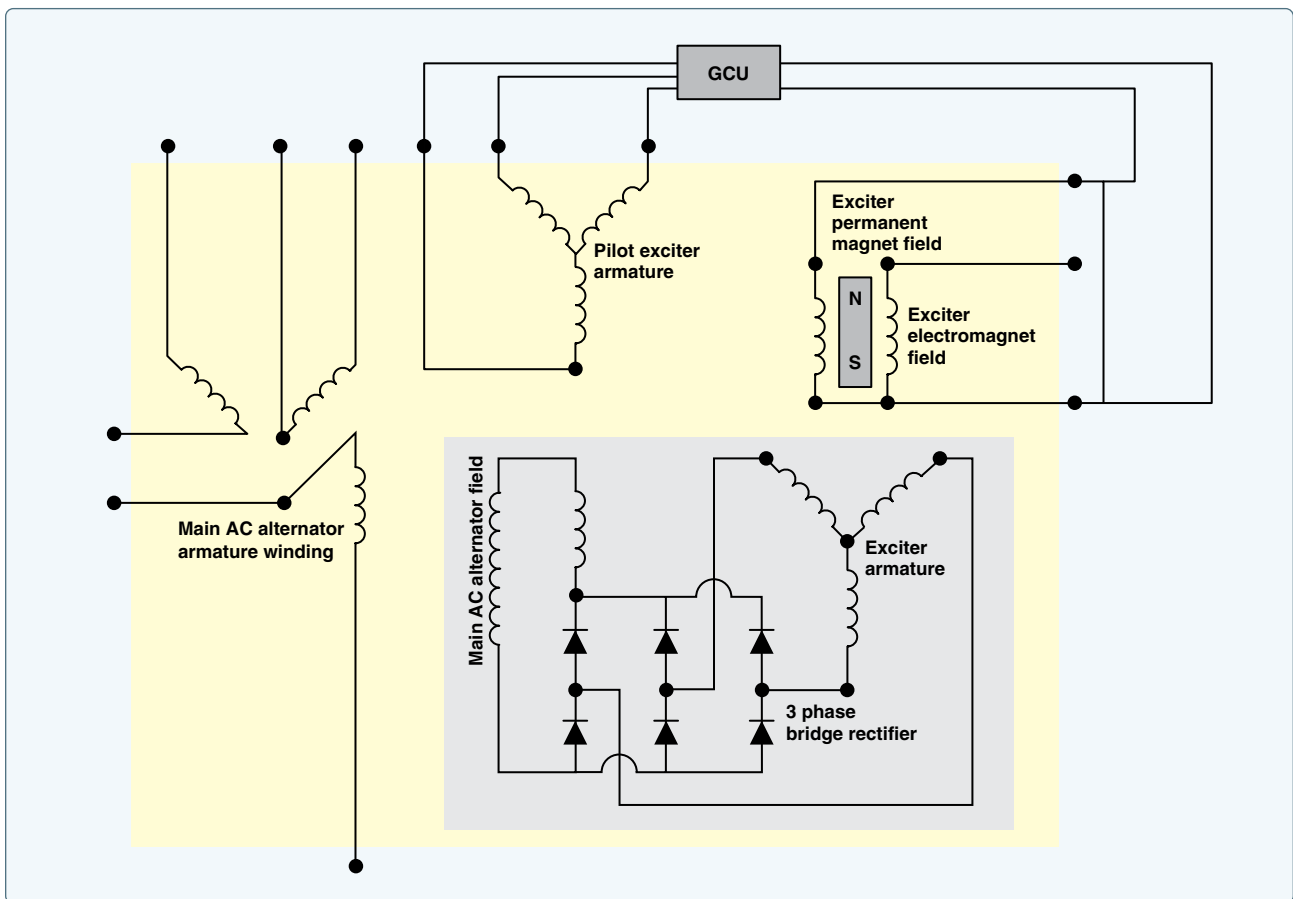 GCU
Exciter
permanent
magnet field
Pilot exciter
armature
N
S
Exciter
electromagnet
field
Main AC alternator
armature winding
Main AC alternator field
Exciter
armature
3 phase
bridge rectifier